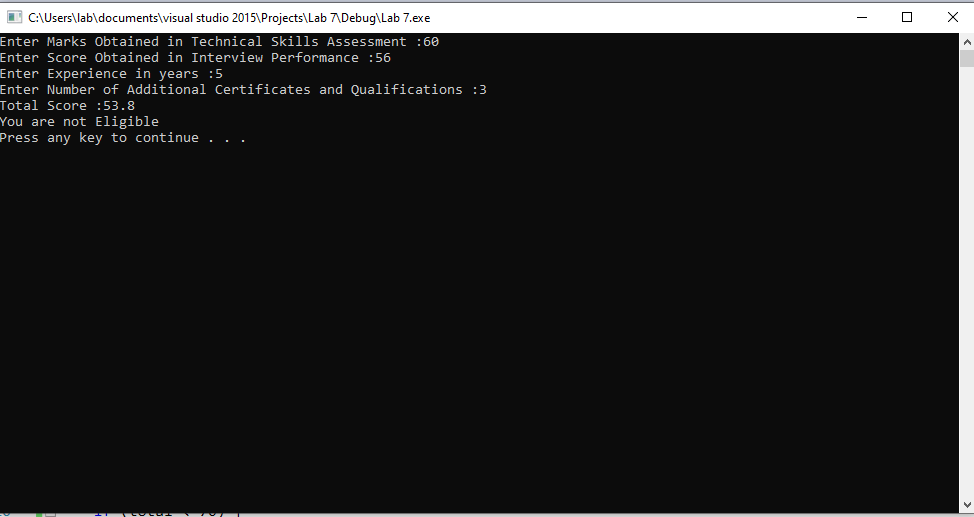 C:\Users\lab\documents\visual studio 2015\Projects\Lab 7\Debug\Lab 7.exe
Enter Marks Obtained in Technical Skills Assessment :60
Enter Score Obtained in Interview Performance :56
Enter Experience in years :5
Enter Number of Additional Certificates and Qualifications :3
Total Score :53.8
You are not Eligible
Press any key to continue . . .